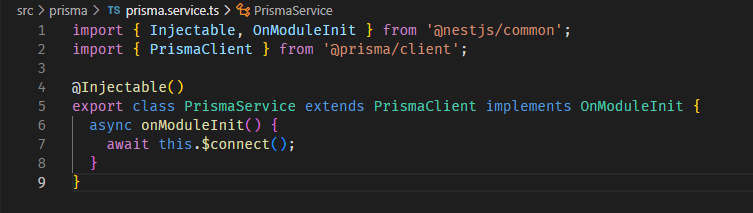 src > prisma > TS prisma.service.ts > PrismaService
1 import { Injectable, OnModuleInit } from '@nestjs/common';
2 import { PrismaClient } from '@prisma/client';
3
4 @Injectable()
5 export class PrismaService extends PrismaClient implements OnModuleInit {
6   async onModuleInit() {
7     await this.$connect();
8   }
9 }